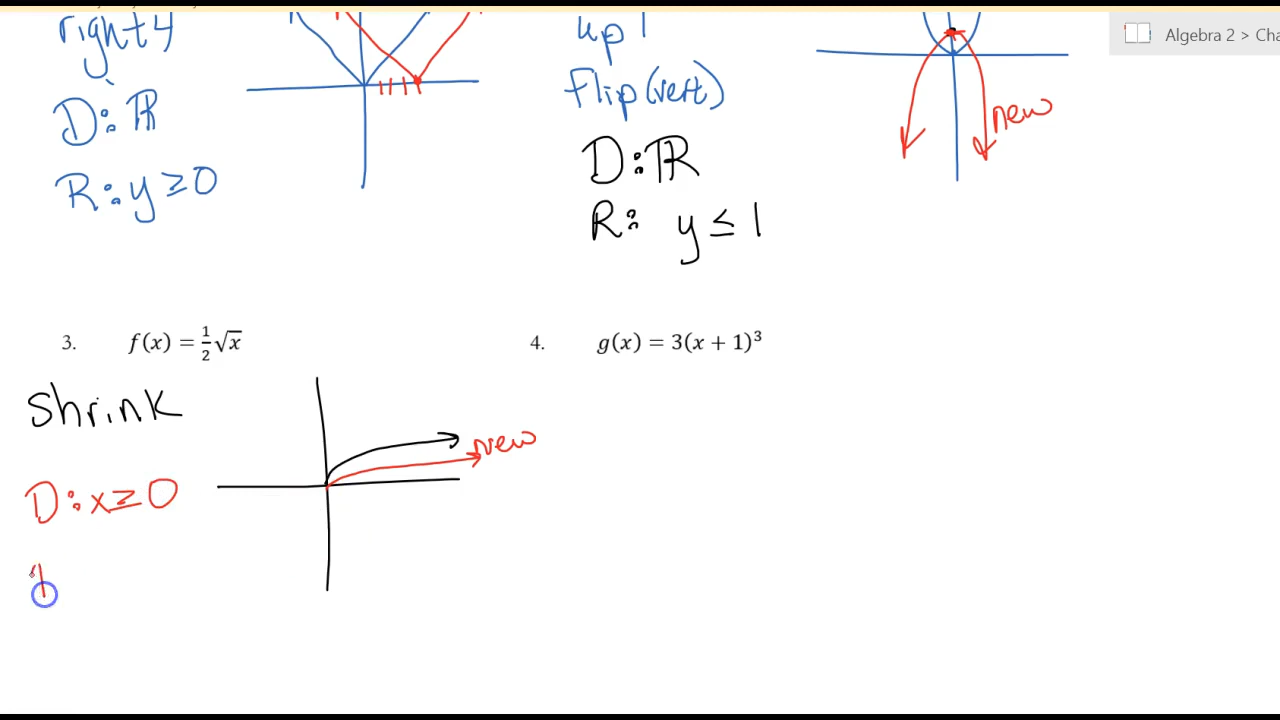 Algebra 2 > Cha
right 4
D: ℝ
R: y ≥ 0
up 1
flip (vert)
D: ℝ
R: y ≤ 1
new
3. f(x) = 1/2 √x
shrink
D: x ≥ 0
new
4. g(x) = 3(x + 1)³